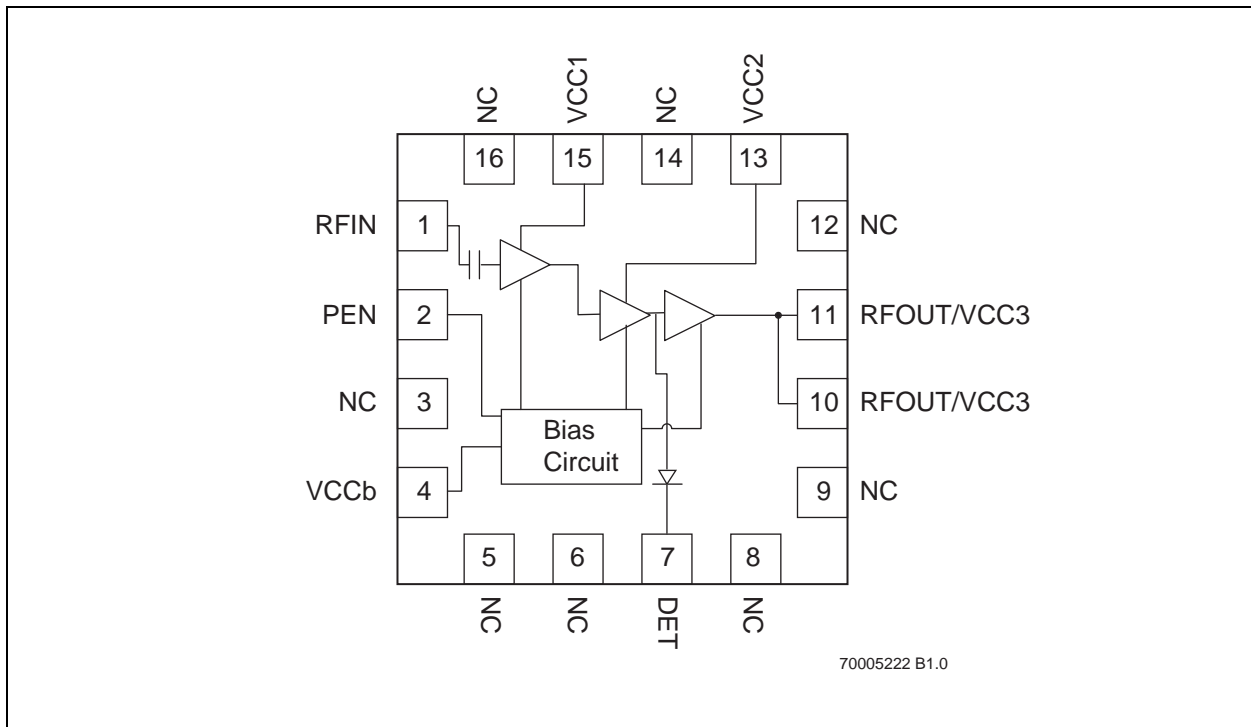 NC
VCC1
NC
VCC2
16
15
14
13
RFIN
1
12
NC
PEN
2
11
RFOUT/VCC3
NC
3
10
RFOUT/VCC3
Bias
Circuit
VCCb
4
9
NC
5
6
7
8
NC
NC
DET
NC
70005222 B1.0